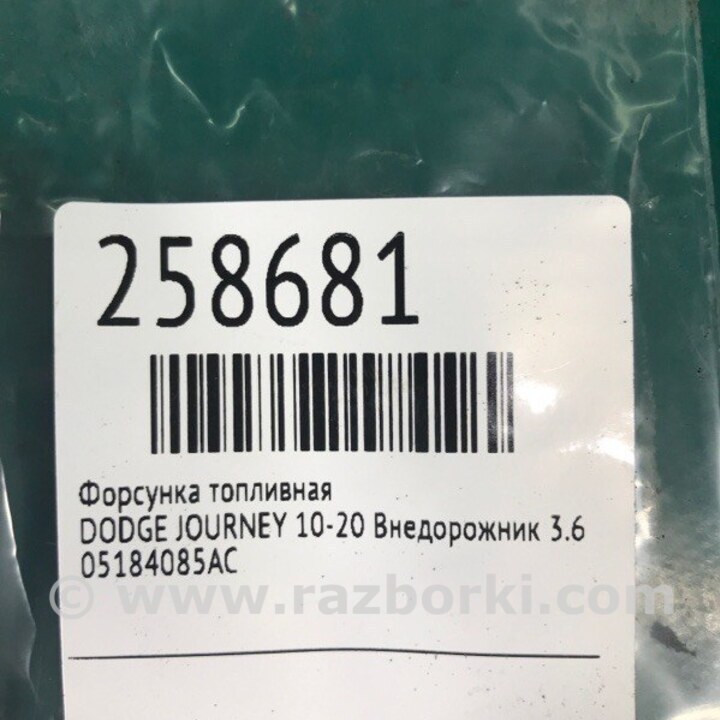 258681
Форсунка топливная
DODGE JOURNEY 10-20 Внедорожник 3.6
05184085AC
© www.razborki.com